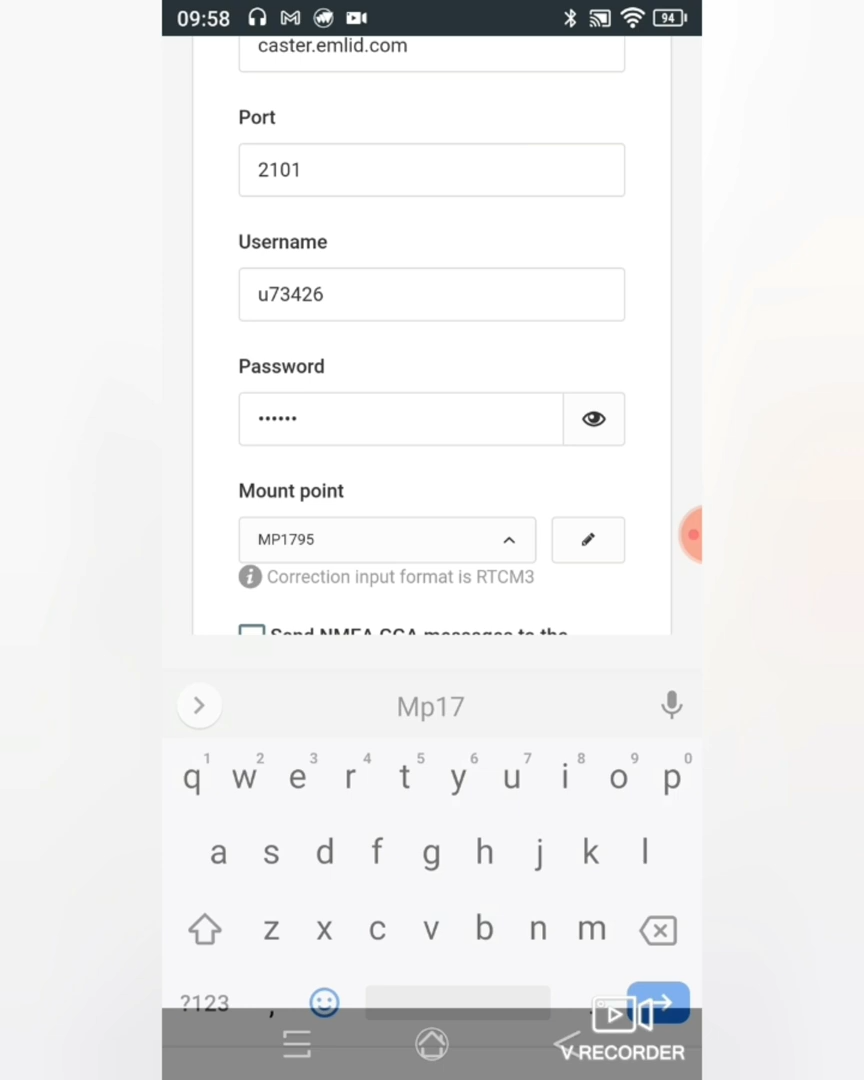 09:58
94
caster.emlid.com
Port
2101
Username
u73426
Password
••••••
Mount point
MP1795
Correction input format is RTCM3
Send NMEA GGA messages to the
Mp17
1 2 3 4 5 6 7 8 9 0
q w e r t y u i o p
a s d f g h j k l
z x c v b n m
?123 , .
V RECORDER